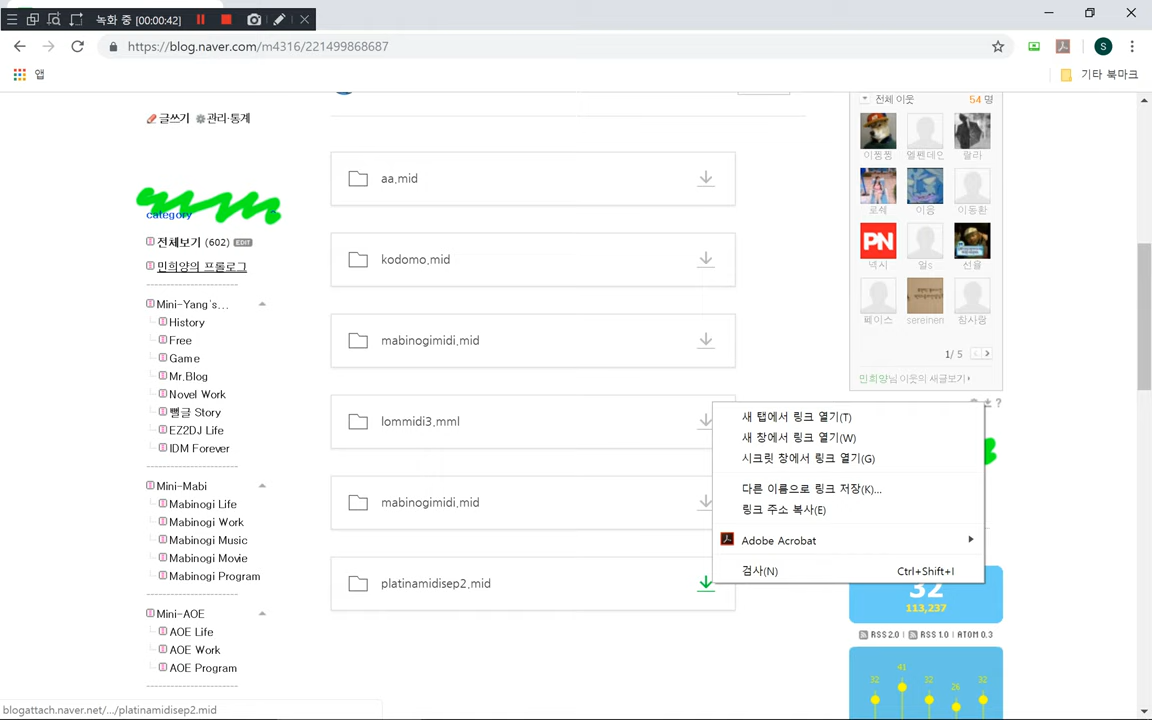 녹화 중 [00:00:42]
https://blog.naver.com/m4316/221499868687
S
앱
기타 북마크
글쓰기 관리·통계
category
전체보기 (602) EDIT
민희양의 프롤로그
Mini-Yang's...
History
Free
Game
Mr.Blog
Novel Work
뻘글 Story
EZ2DJ Life
IDM Forever
Mini-Mabi
Mabinogi Life
Mabinogi Work
Mabinogi Music
Mabinogi Movie
Mabinogi Program
Mini-AOE
AOE Life
AOE Work
AOE Program
aa.mid
kodomo.mid
mabinogimidi.mid
lommidi3.mml
mabinogimidi.mid
platinamidisep2.mid
전체 이웃 54 명
이찡찡 엘펜데인 랄라
로쉬 이옹 이동환
PN
넉시 얼s 선율
페이스 sereinen 참사랑
1/ 5
민희양님 이웃의 새글보기
새 탭에서 링크 열기(T)
새 창에서 링크 열기(W)
시크릿 창에서 링크 열기(G)
다른 이름으로 링크 저장(K)...
링크 주소 복사(E)
Adobe Acrobat
검사(N) Ctrl+Shift+I
32
113,237
RSS 2.0 | RSS 1.0 | ATOM 0.3
32 41 32 26 32
blogattach.naver.net/.../platinamidisep2.mid